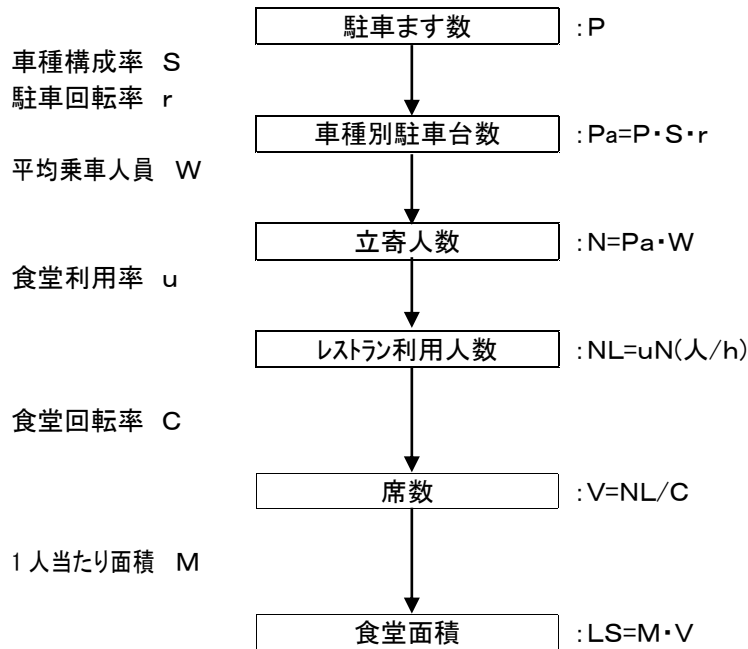 駐車ます数 :P
車種構成率 S
駐車回転率 r
車種別駐車台数 :Pa=P・S・r
平均乗車人員 W
立寄人数 :N=Pa・W
食堂利用率 u
レストラン利用人数 :NL=uN(人/h)
食堂回転率 C
席数 :V=NL/C
1人当たり面積 M
食堂面積 :LS=M・V